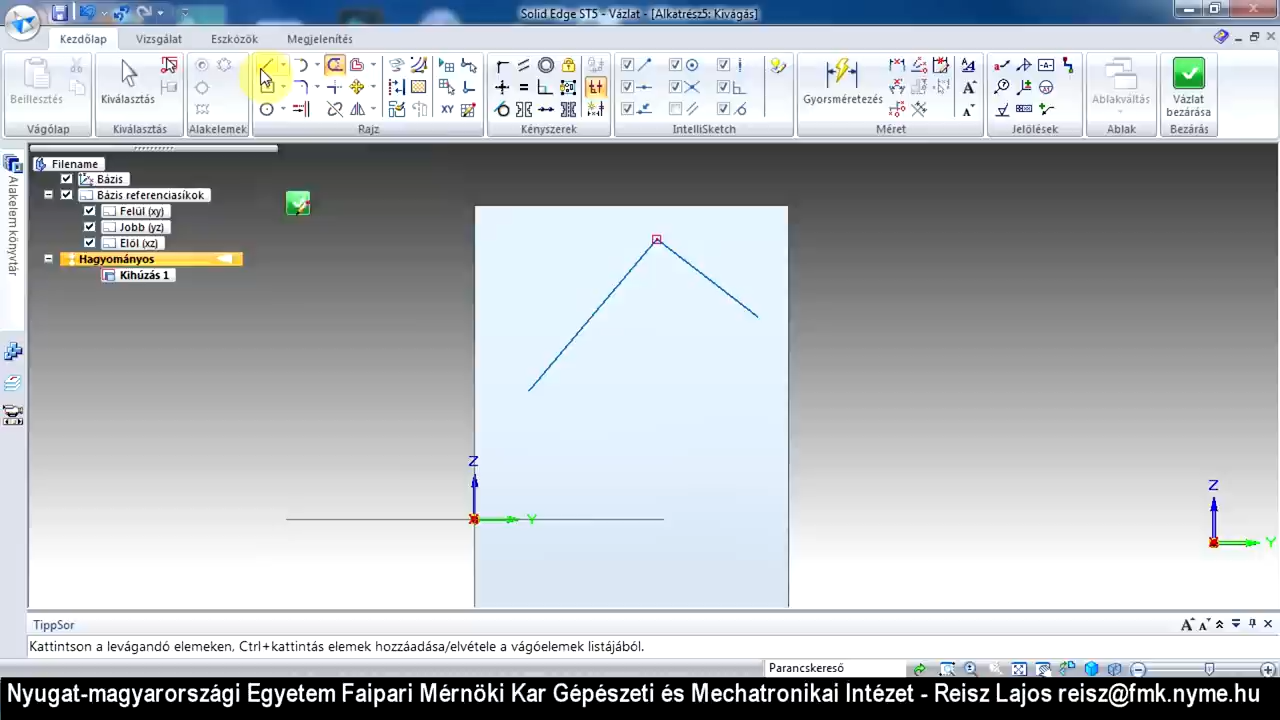 Solid Edge ST5 - Vázlat - [Alkatrész5: Kivágás]
Kezdőlap
Vizsgálat
Eszközök
Megjelenítés
Beillesztés
Kiválasztás
Gyorsméretezés
Ablakváltás
Vázlat bezárása
Vágólap
Kiválasztás
Alakelemek
Rajz
Kényszerek
IntelliSketch
Méret
Jelölések
Ablak
Bezárás
Alakelem könyvtár
Filename
Bázis
Bázis referenciasíkok
Felül (xy)
Jobb (yz)
Elöl (xz)
Hagyományos
Kihúzás 1
Z
Y
Z
Y
TippSor
Kattintson a levágandó elemeken, Ctrl+kattintás elemek hozzáadása/elvétele a vágóelemek listájából.
Parancskereső
Nyugat-magyarországi Egyetem Faipari Mérnöki Kar Gépészeti és Mechatronikai Intézet - Reisz Lajos reisz@fmk.nyme.hu